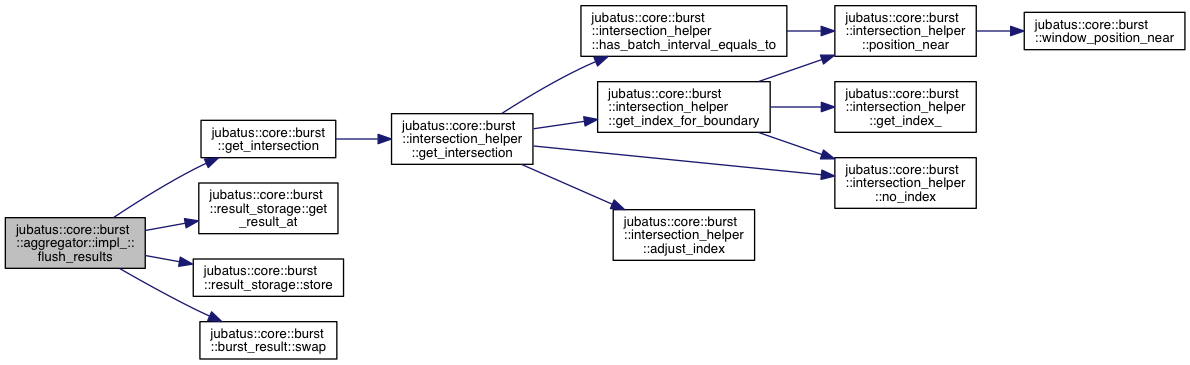 jubatus::core::burst
::aggregator::impl_::
flush_results
jubatus::core::burst
::get_intersection
jubatus::core::burst
::result_storage::get
_result_at
jubatus::core::burst
::result_storage::store
jubatus::core::burst
::burst_result::swap
jubatus::core::burst
::intersection_helper
::get_intersection
jubatus::core::burst
::intersection_helper
::has_batch_interval_equals_to
jubatus::core::burst
::intersection_helper
::get_index_for_boundary
jubatus::core::burst
::intersection_helper
::adjust_index
jubatus::core::burst
::intersection_helper
::position_near
jubatus::core::burst
::intersection_helper
::get_index_
jubatus::core::burst
::intersection_helper
::no_index
jubatus::core::burst
::window_position_near